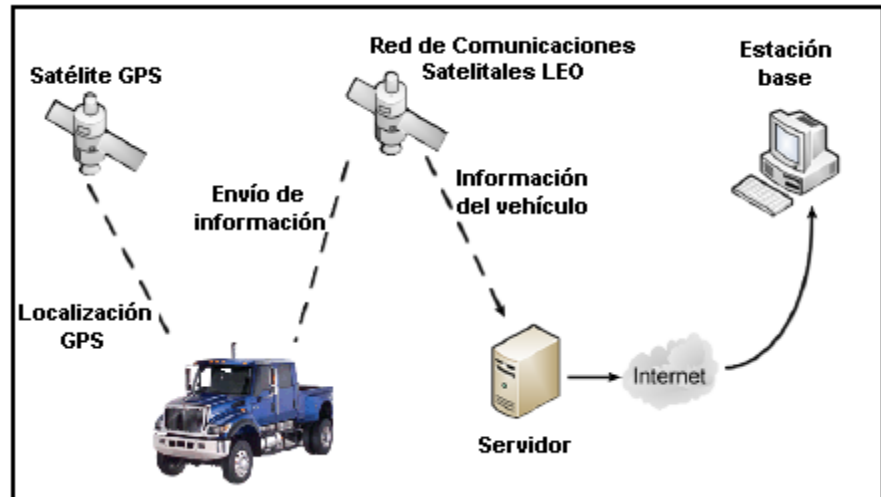 Satélite GPS
Red de Comunicaciones
Satelitales LEO
Estación
base
Envío de
información
Información
del vehículo
Localización
GPS
Servidor
Internet